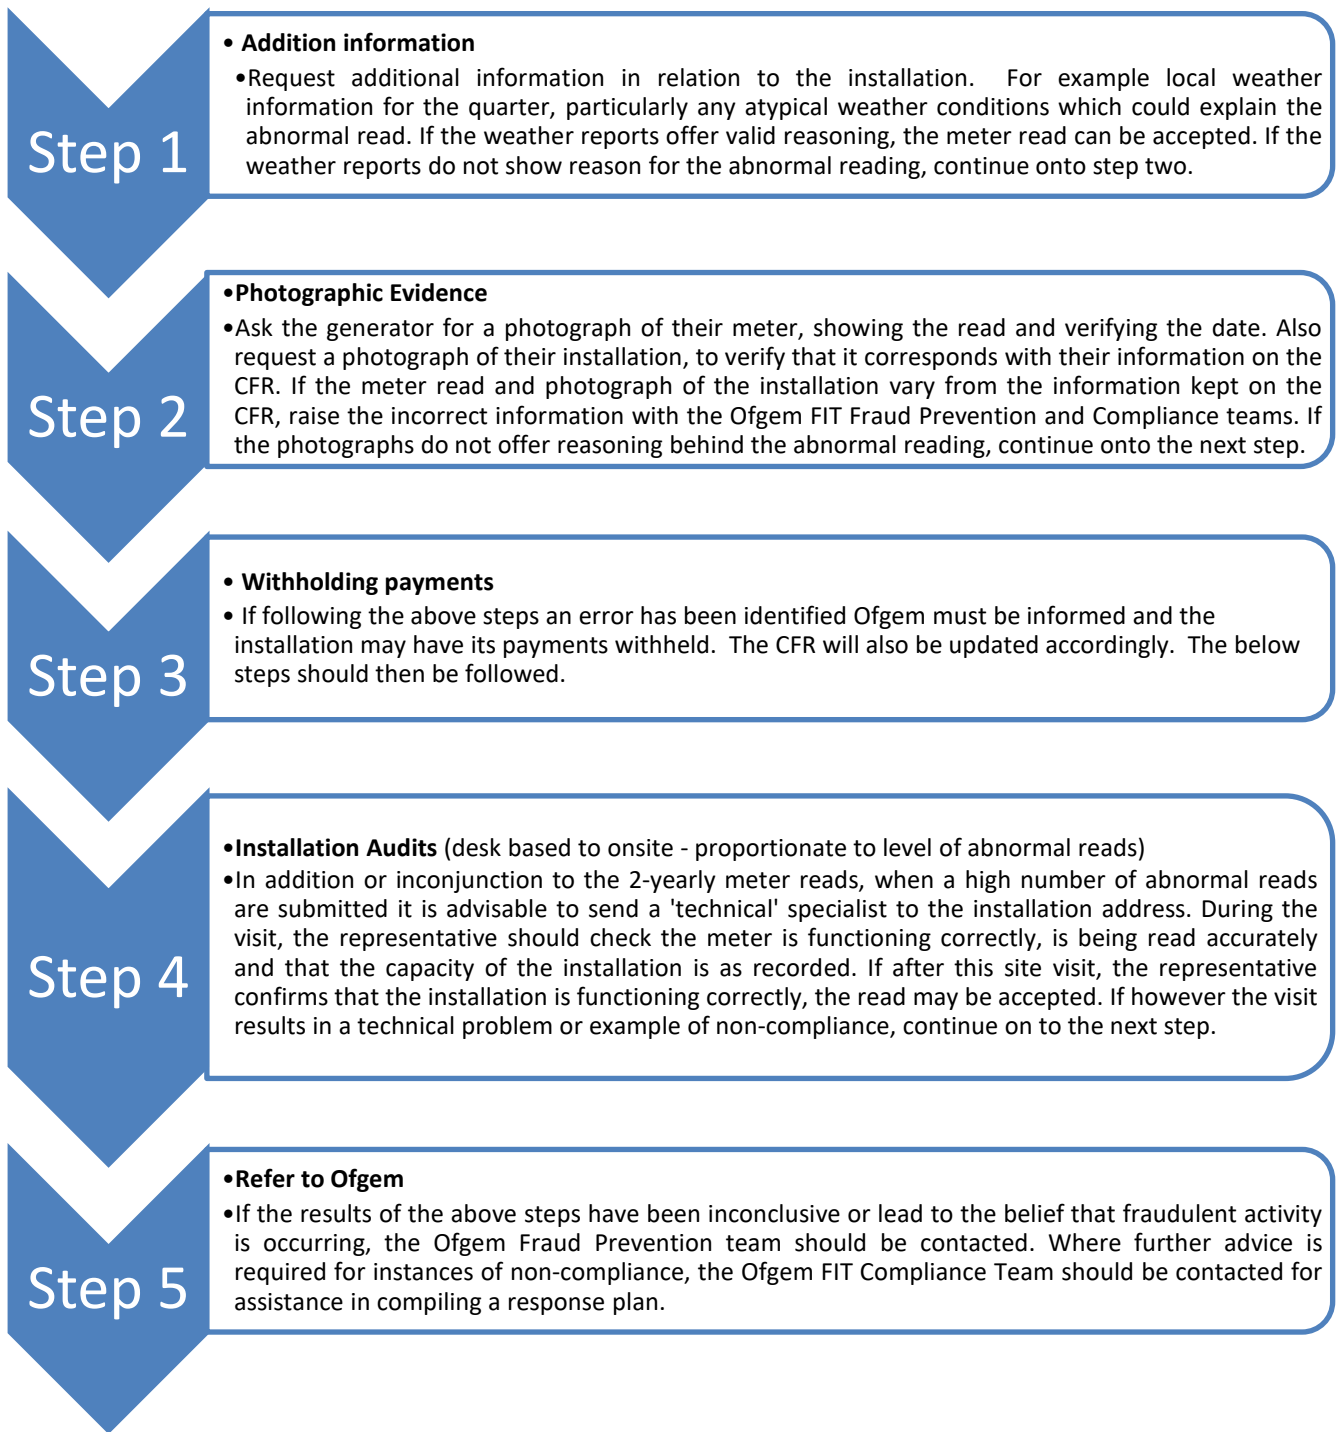 Step 1
• Addition information
•Request additional information in relation to the installation. For example local weather
information for the quarter, particularly any atypical weather conditions which could explain the
abnormal read. If the weather reports offer valid reasoning, the meter read can be accepted. If the
weather reports do not show reason for the abnormal reading, continue onto step two.
Step 2
•Photographic Evidence
•Ask the generator for a photograph of their meter, showing the read and verifying the date. Also
request a photograph of their installation, to verify that it corresponds with their information on the
CFR. If the meter read and photograph of the installation vary from the information kept on the
CFR, raise the incorrect information with the Ofgem FIT Fraud Prevention and Compliance teams. If
the photographs do not offer reasoning behind the abnormal reading, continue onto the next step.
Step 3
• Withholding payments
• If following the above steps an error has been identified Ofgem must be informed and the
installation may have its payments withheld. The CFR will also be updated accordingly. The below
steps should then be followed.
Step 4
•Installation Audits (desk based to onsite - proportionate to level of abnormal reads)
•In addition or inconjunction to the 2-yearly meter reads, when a high number of abnormal reads
are submitted it is advisable to send a 'technical' specialist to the installation address. During the
visit, the representative should check the meter is functioning correctly, is being read accurately
and that the capacity of the installation is as recorded. If after this site visit, the representative
confirms that the installation is functioning correctly, the read may be accepted. If however the visit
results in a technical problem or example of non-compliance, continue on to the next step.
Step 5
•Refer to Ofgem
•If the results of the above steps have been inconclusive or lead to the belief that fraudulent activity
is occurring, the Ofgem Fraud Prevention team should be contacted. Where further advice is
required for instances of non-compliance, the Ofgem FIT Compliance Team should be contacted for
assistance in compiling a response plan.